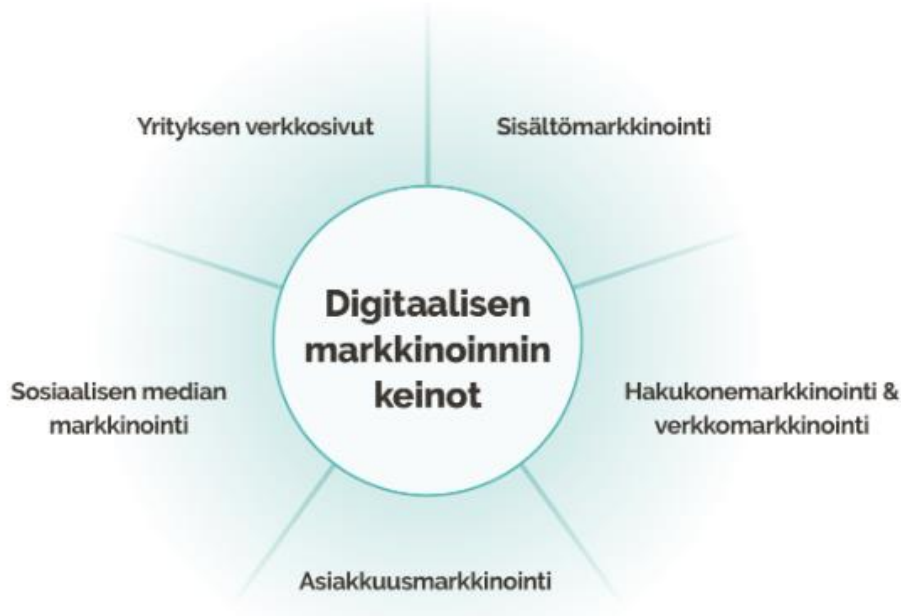 Yrityksen verkkosivut
Sisältömarkkinointi
Digitaalisen
markkinoinnin
keinot
Sosiaalisen median
markkinointi
Hakukonemarkkinointi &
verkkomarkkinointi
Asiakkuusmarkkinointi